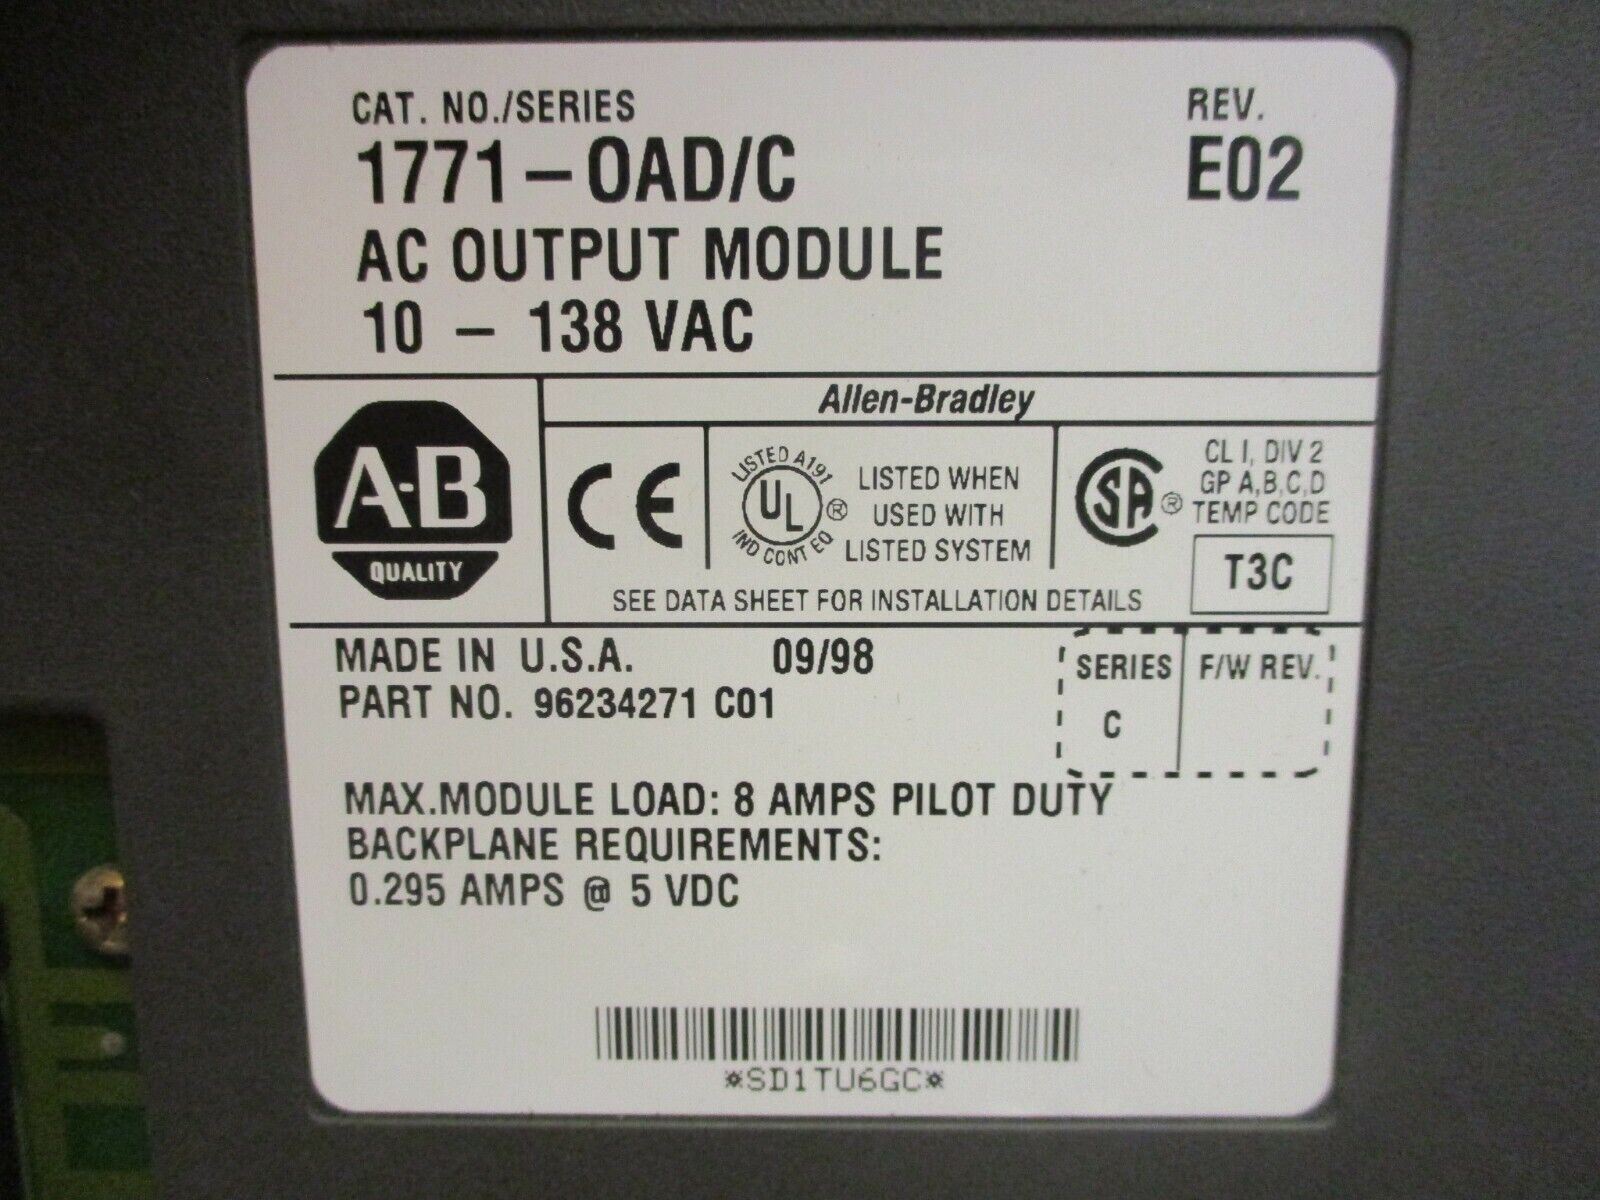 CAT. NO./SERIES REV.
1771-OAD/C E02
AC OUTPUT MODULE
10 - 138 VAC
Allen-Bradley
A-B
QUALITY
CE
LISTED A191
UL ®
IND CONT EQ
LISTED WHEN
USED WITH
LISTED SYSTEM
SA ®
CL I, DIV 2
GP A,B,C,D
TEMP CODE
T3C
SEE DATA SHEET FOR INSTALLATION DETAILS
MADE IN U.S.A. 09/98
PART NO. 96234271 C01
SERIES F/W REV.
C
MAX.MODULE LOAD: 8 AMPS PILOT DUTY
BACKPLANE REQUIREMENTS:
0.295 AMPS @ 5 VDC
*SD1TU6GC*